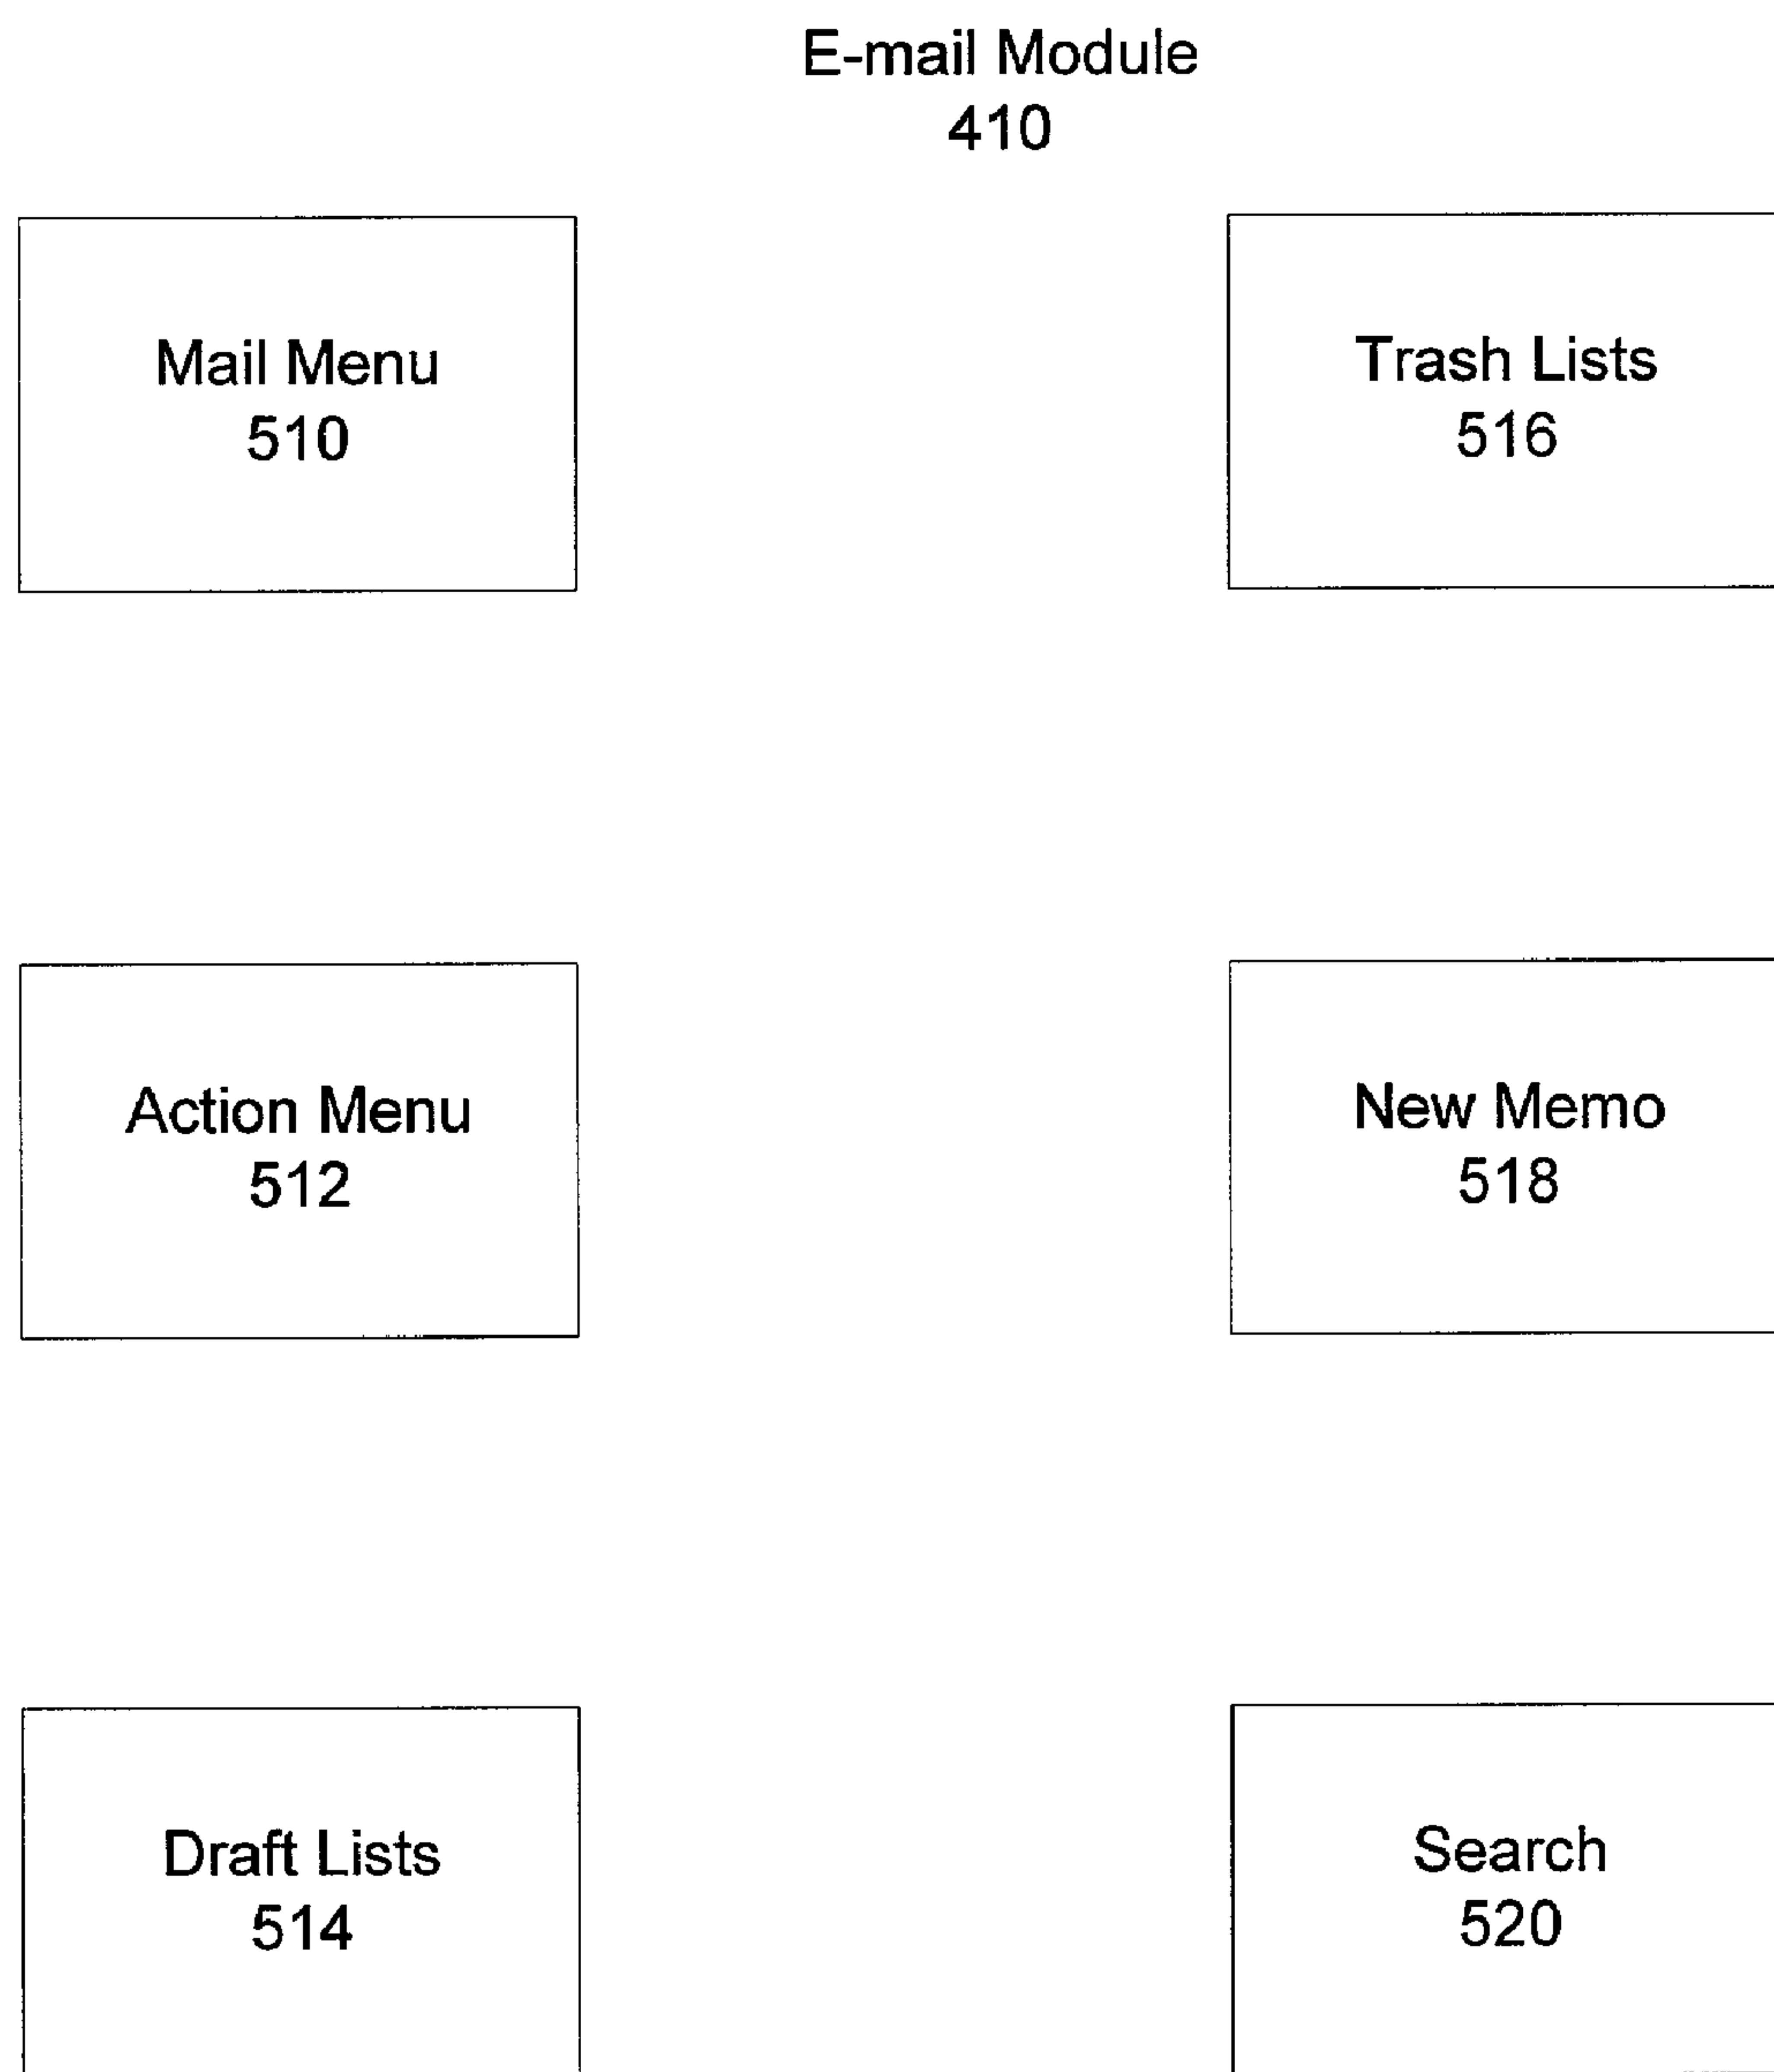 E-mail Module
410
Mail Menu
510
Trash Lists
516
Action Menu
512
New Memo
518
Draft Lists
514
Search
520